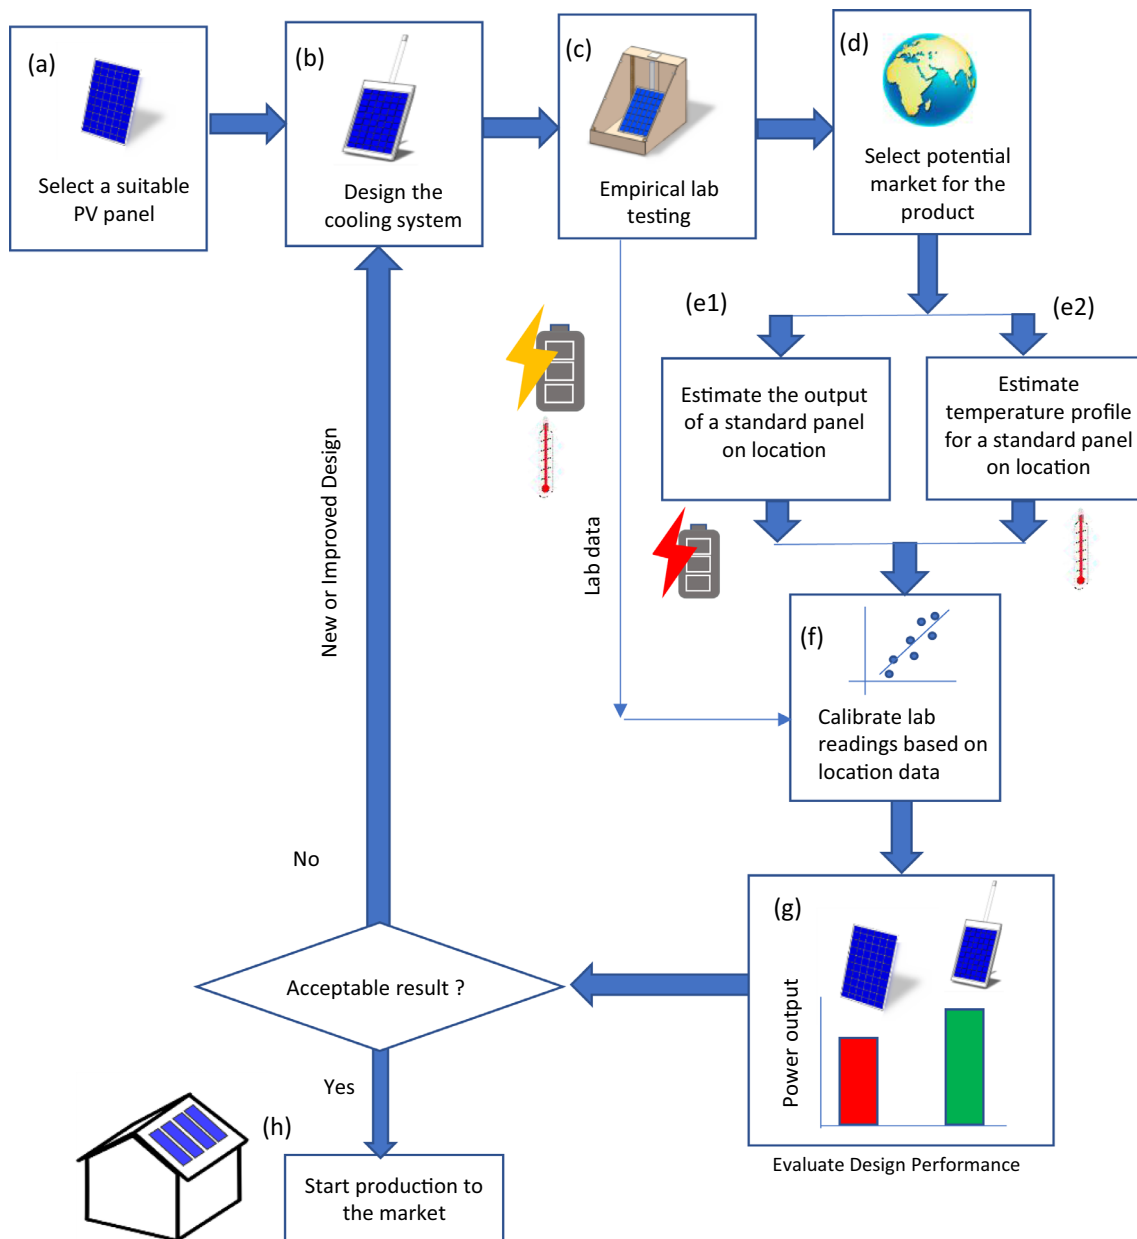 (a)
Select a suitable
PV panel
(b)
Design the
cooling system
(c)
Empirical lab
testing
(d)
Select potential
market for the
product
(e1)
Estimate the output
of a standard panel
on location
(e2)
Estimate
temperature profile
for a standard panel
on location
Lab data
New or Improved Design
(f)
Calibrate lab
readings based on
location data
(g)
Power output
Evaluate Design Performance
Acceptable result ?
No
Yes
(h)
Start production to
the market